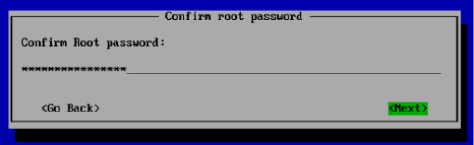 Confirm root password
Confirm Root password:
****************
<Go Back> <Next>